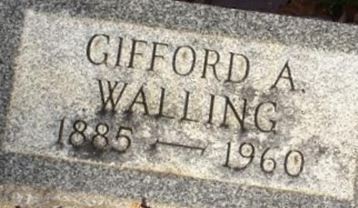 GIFFORD A.
WALLING
1885 — 1960